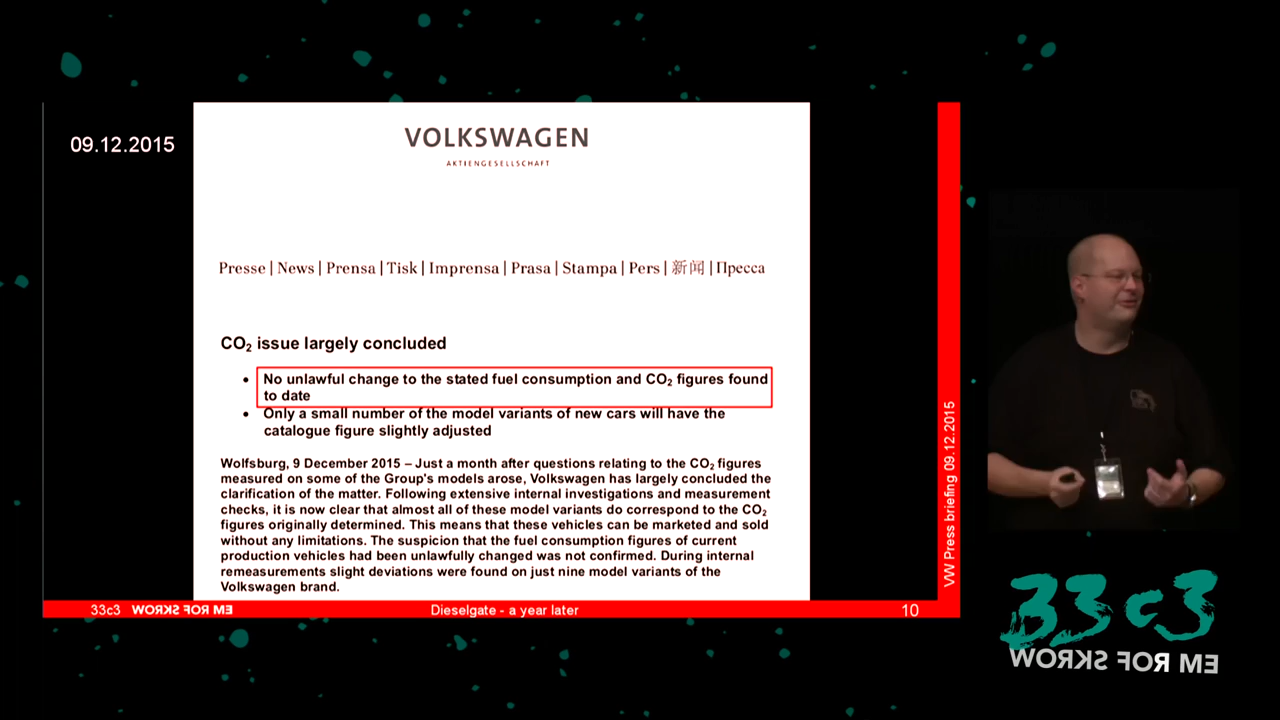 09.12.2015
VOLKSWAGEN
AKTIENGESELLSCHAFT
Presse | News | Prensa | Tisk | Imprensa | Prasa | Stampa | Pers | 新闻 | Пресса
CO₂ issue largely concluded
• No unlawful change to the stated fuel consumption and CO₂ figures found
to date
• Only a small number of the model variants of new cars will have the
catalogue figure slightly adjusted
Wolfsburg, 9 December 2015 – Just a month after questions relating to the CO₂ figures
measured on some of the Group's models arose, Volkswagen has largely concluded the
clarification of the matter. Following extensive internal investigations and measurement
checks, it is now clear that almost all of these model variants do correspond to the CO₂
figures originally determined. This means that these vehicles can be marketed and sold
without any limitations. The suspicion that the fuel consumption figures of current
production vehicles had been unlawfully changed was not confirmed. During internal
remeasurements slight deviations were found on just nine model variants of the
Volkswagen brand.
VW Press briefing 09.12.2015
33c3 WORKS FOR ME
Dieselgate - a year later
10
33c3
WORKS FOR ME